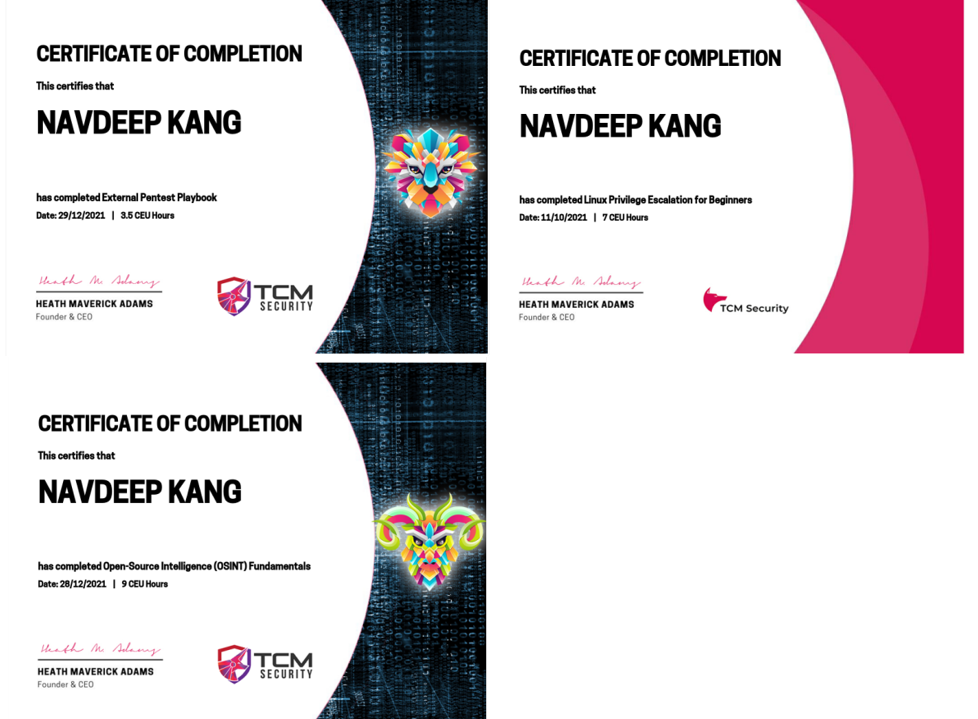 CERTIFICATE OF COMPLETION
This certifies that
NAVDEEP KANG
has completed External Pentest Playbook
Date: 29/12/2021 | 3.5 CEU Hours
Heath M. Adams
HEATH MAVERICK ADAMS
Founder & CEO
TCM
SECURITY
CERTIFICATE OF COMPLETION
This certifies that
NAVDEEP KANG
has completed Linux Privilege Escalation for Beginners
Date: 11/10/2021 | 7 CEU Hours
Heath M. Adams
HEATH MAVERICK ADAMS
Founder & CEO
TCM Security
CERTIFICATE OF COMPLETION
This certifies that
NAVDEEP KANG
has completed Open-Source Intelligence (OSINT) Fundamentals
Date: 28/12/2021 | 9 CEU Hours
Heath M. Adams
HEATH MAVERICK ADAMS
Founder & CEO
TCM
SECURITY